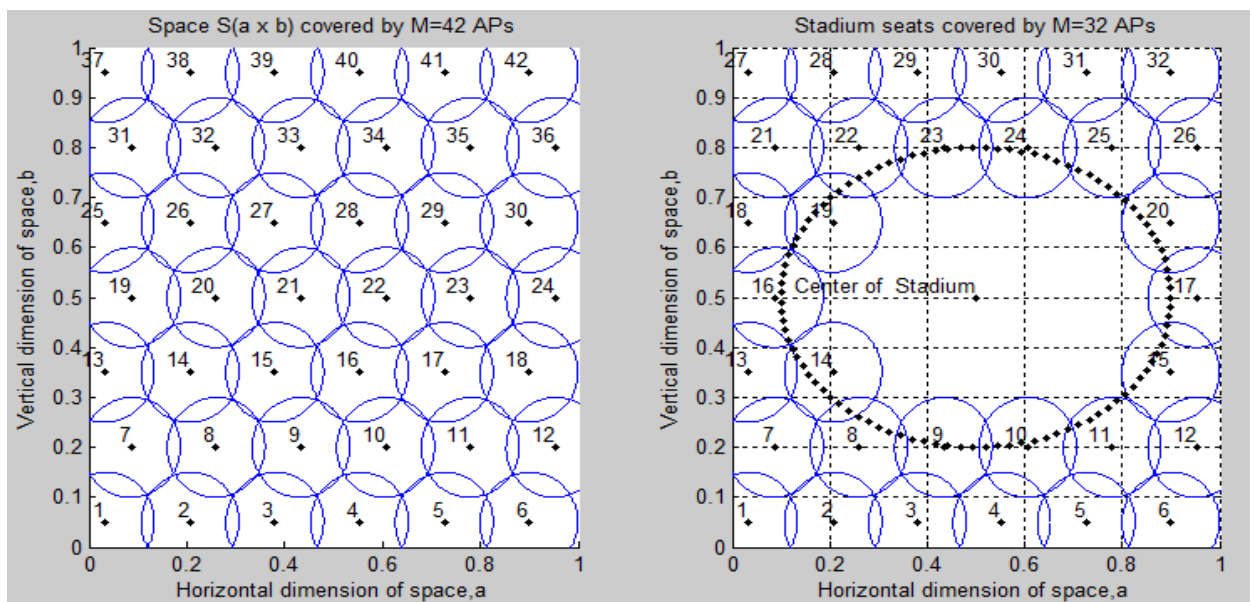 Space S(a x b) covered by M=42 APs
1
37 38 39 40 41 42
0.9
0.8
31 32 33 34 35 36
0.7
25 26 27 28 29 30
0.6
0.5
19 20 21 22 23 24
0.4
13 14 15 16 17 18
0.3
0.2
7 8 9 10 11 12
0.1
1 2 3 4 5 6
0
0 0.2 0.4 0.6 0.8 1
Horizontal dimension of space,a
Vertical dimension of space,b
Stadium seats covered by M=32 APs
1
27 28 29 30 31 32
0.9
0.8
21 22 23 24 25 26
0.7
18 19 20
0.6
0.5
16 Center of Stadium 17
0.4
13 14 15
0.3
0.2
7 8 9 10 11 12
0.1
1 2 3 4 5 6
0
0 0.2 0.4 0.6 0.8 1
Horizontal dimension of space,a
Vertical dimension of space,b